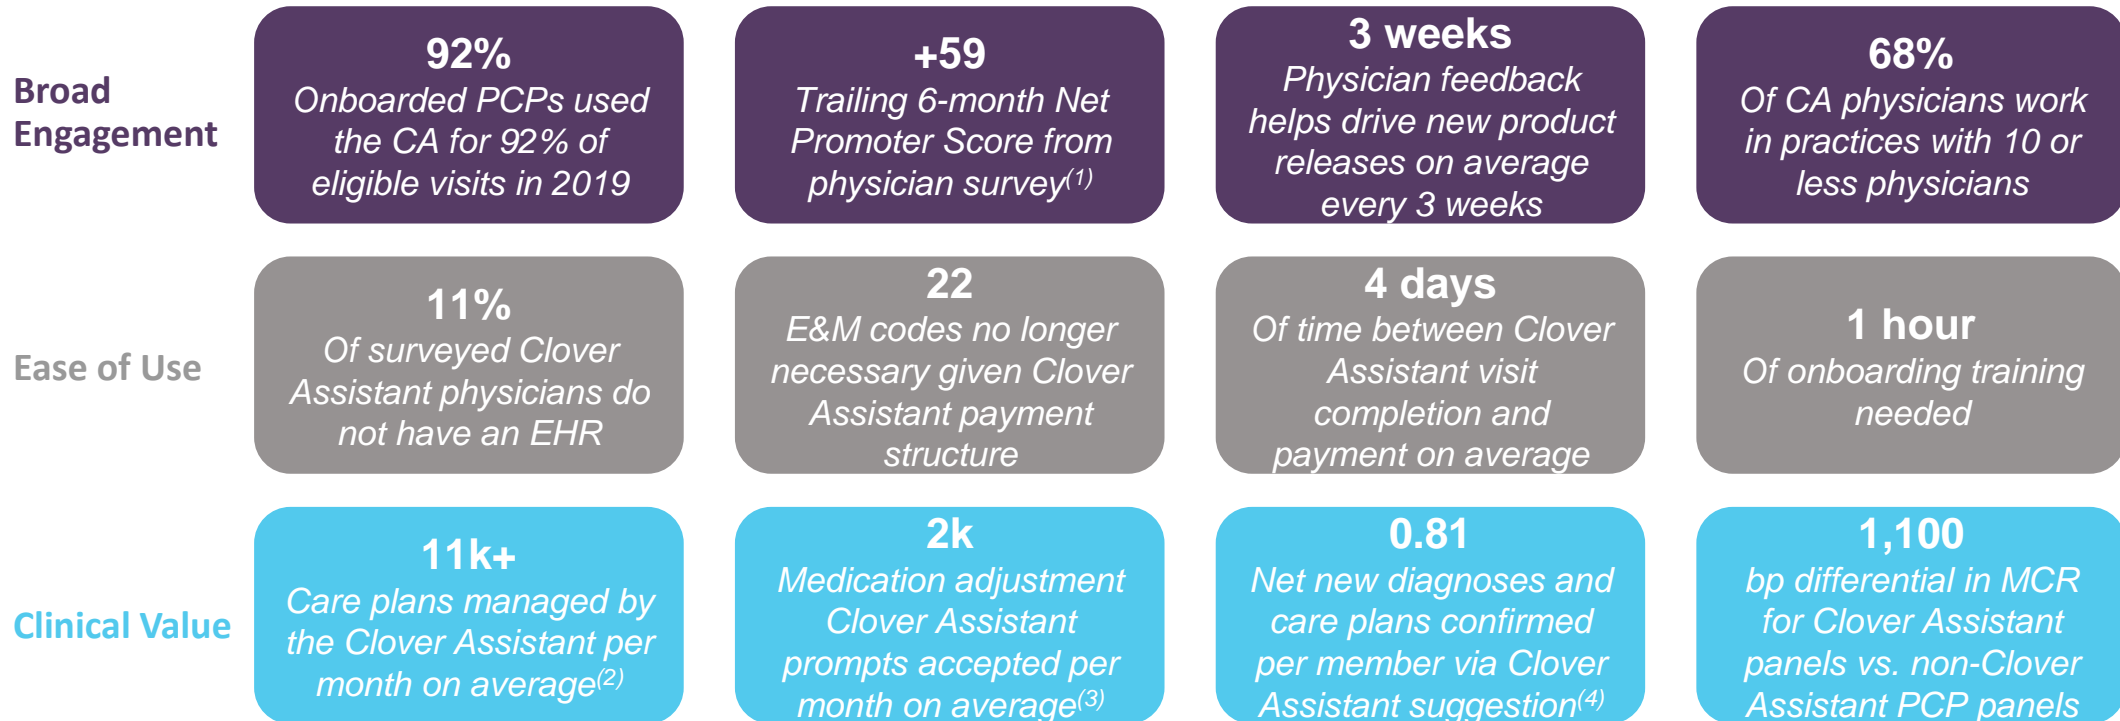 Broad
Engagement
92%
Onboarded PCPs used
the CA for 92% of
eligible visits in 2019
+59
Trailing 6-month Net
Promoter Score from
physician survey(1)
3 weeks
Physician feedback
helps drive new product
releases on average
every 3 weeks
68%
Of CA physicians work
in practices with 10 or
less physicians
Ease of Use
11%
Of surveyed Clover
Assistant physicians do
not have an EHR
22
E&M codes no longer
necessary given Clover
Assistant payment
structure
4 days
Of time between Clover
Assistant visit
completion and
payment on average
1 hour
Of onboarding training
needed
Clinical Value
11k+
Care plans managed by
the Clover Assistant per
month on average(2)
2k
Medication adjustment
Clover Assistant
prompts accepted per
month on average(3)
0.81
Net new diagnoses and
care plans confirmed
per member via Clover
Assistant suggestion(4)
1,100
bp differential in MCR
for Clover Assistant
panels vs. non-Clover
Assistant PCP panels